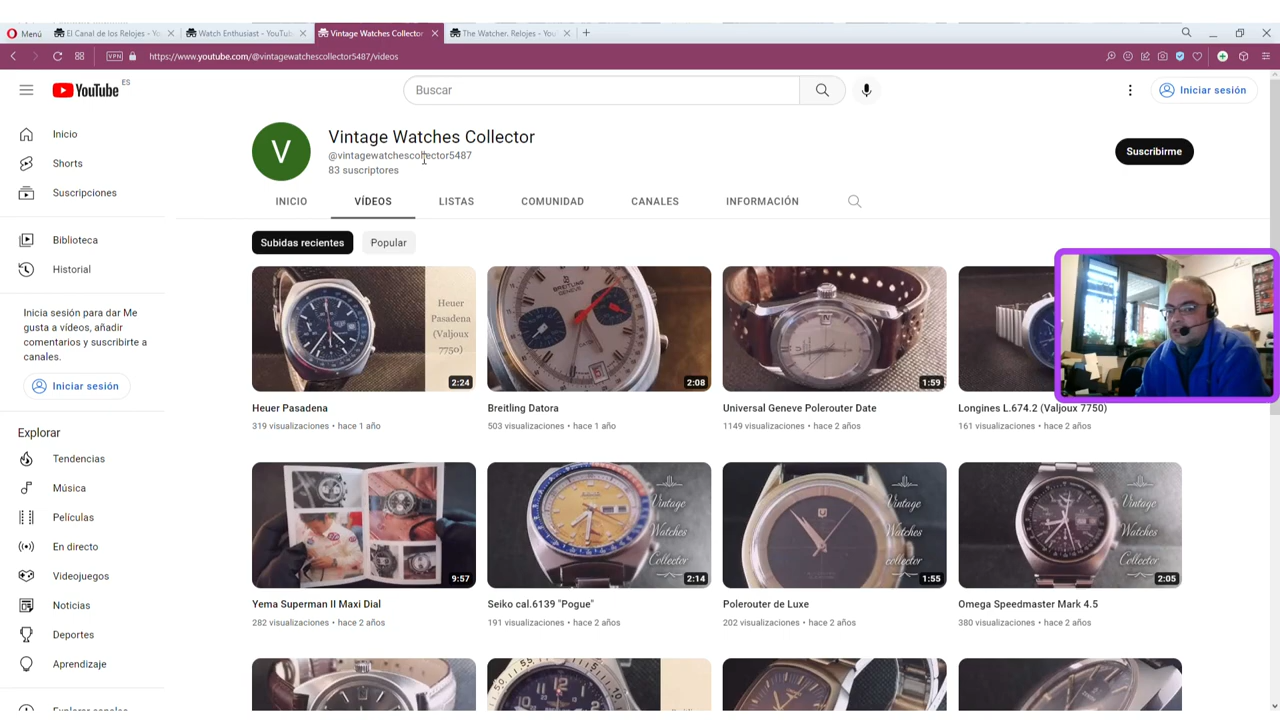 Menú
El Canal de los Relojes - Yo
Watch Enthusiast - YouTub
Vintage Watches Collector
The Watcher. Relojes - You
VPN
https://www.youtube.com/@vintagewatchescollector5487/videos
YouTube ES
Buscar
Iniciar sesión
Inicio
Shorts
Suscripciones
Biblioteca
Historial
Inicia sesión para dar Me
gusta a vídeos, añadir
comentarios y suscribirte a
canales.
Iniciar sesión
Explorar
Tendencias
Música
Películas
En directo
Videojuegos
Noticias
Deportes
Aprendizaje
V
Vintage Watches Collector
@vintagewatchescollector5487
83 suscriptores
Suscribirme
INICIO
VÍDEOS
LISTAS
COMUNIDAD
CANALES
INFORMACIÓN
Subidas recientes
Popular
Heuer
Pasadena
(Valjoux
7750)
2:24
BREITLING
GENEVE
2:08
1:59
Heuer Pasadena
319 visualizaciones • hace 1 año
Breitling Datora
503 visualizaciones • hace 1 año
Universal Geneve Polerouter Date
1149 visualizaciones • hace 2 años
Longines L.674.2 (Valjoux 7750)
161 visualizaciones • hace 2 años
9:57
Vintage
Watches
Collector
2:14
Vintage
Watches
collector
1:55
Vintage
Watches
Collector
2:05
Yema Superman II Maxi Dial
282 visualizaciones • hace 2 años
Seiko cal.6139 "Pogue"
191 visualizaciones • hace 2 años
Polerouter de Luxe
202 visualizaciones • hace 2 años
Omega Speedmaster Mark 4.5
380 visualizaciones • hace 2 años